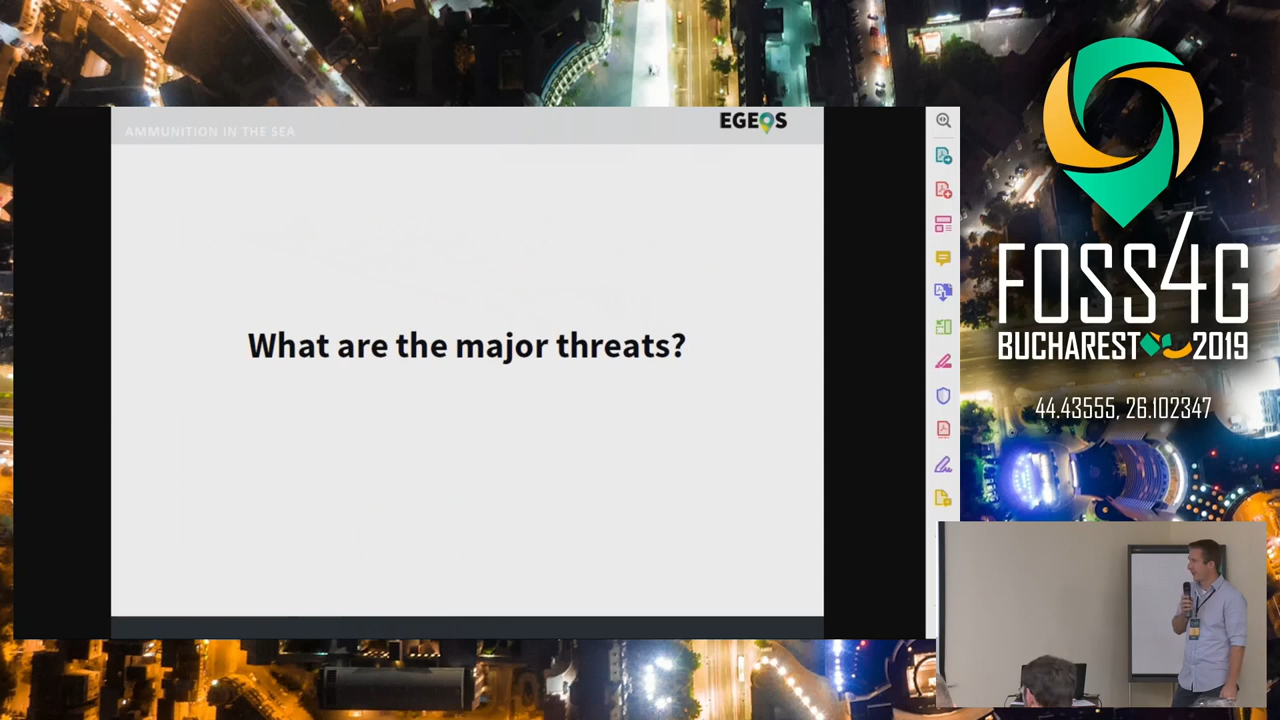 AMMUNITION IN THE SEA
EGEOS
What are the major threats?
FOSS4G
BUCHAREST 2019
44.43555, 26.102347